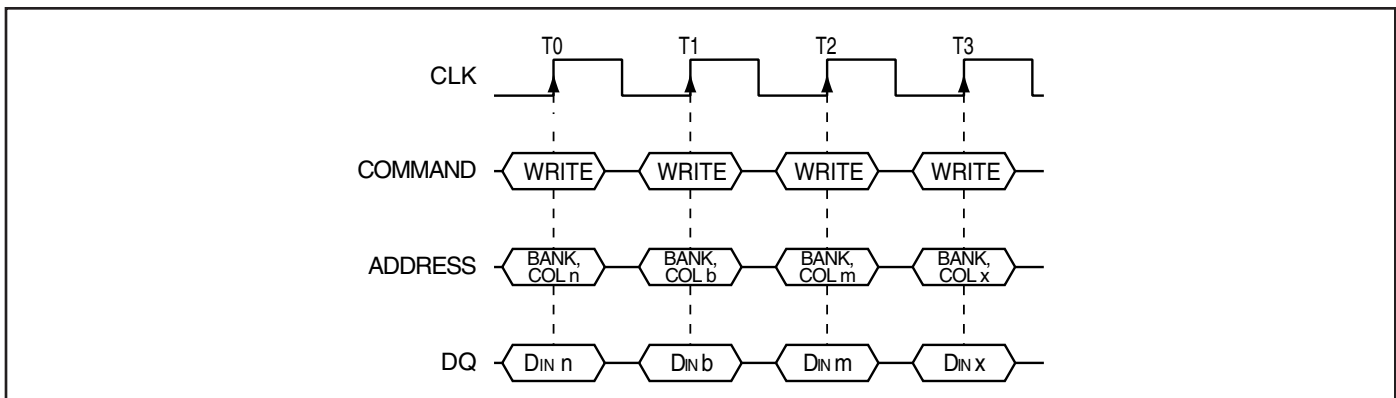 T0 T1 T2 T3
CLK
COMMAND WRITE WRITE WRITE WRITE
ADDRESS BANK, BANK, BANK, BANK,
COL n COL b COL m COL x
DQ DIN n DIN b DIN m DIN x